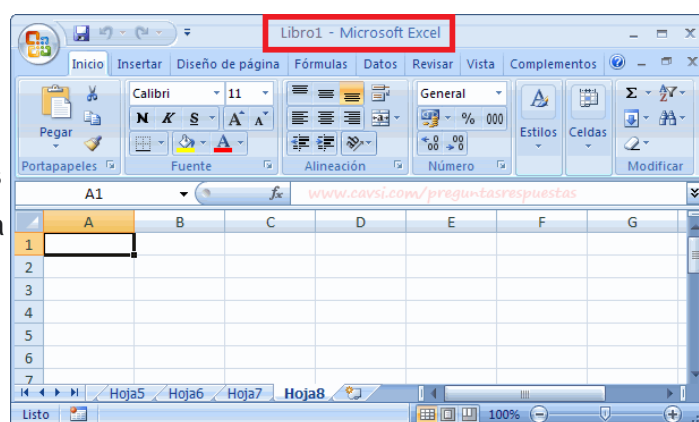 Libro1 - Microsoft Excel
Inicio Insertar Diseño de página Fórmulas Datos Revisar Vista Complementos
Calibri 11 General Σ
Pegar N K S A A % 000 Estilos Celdas
A
Portapapeles Fuente Alineación Número Modificar
A1 fx www.cavsi.com/preguntasrespuestas
a
A B C D E F G
1
2
3
4
5
6
7
Hoja5 Hoja6 Hoja7 Hoja8
Listo 100%